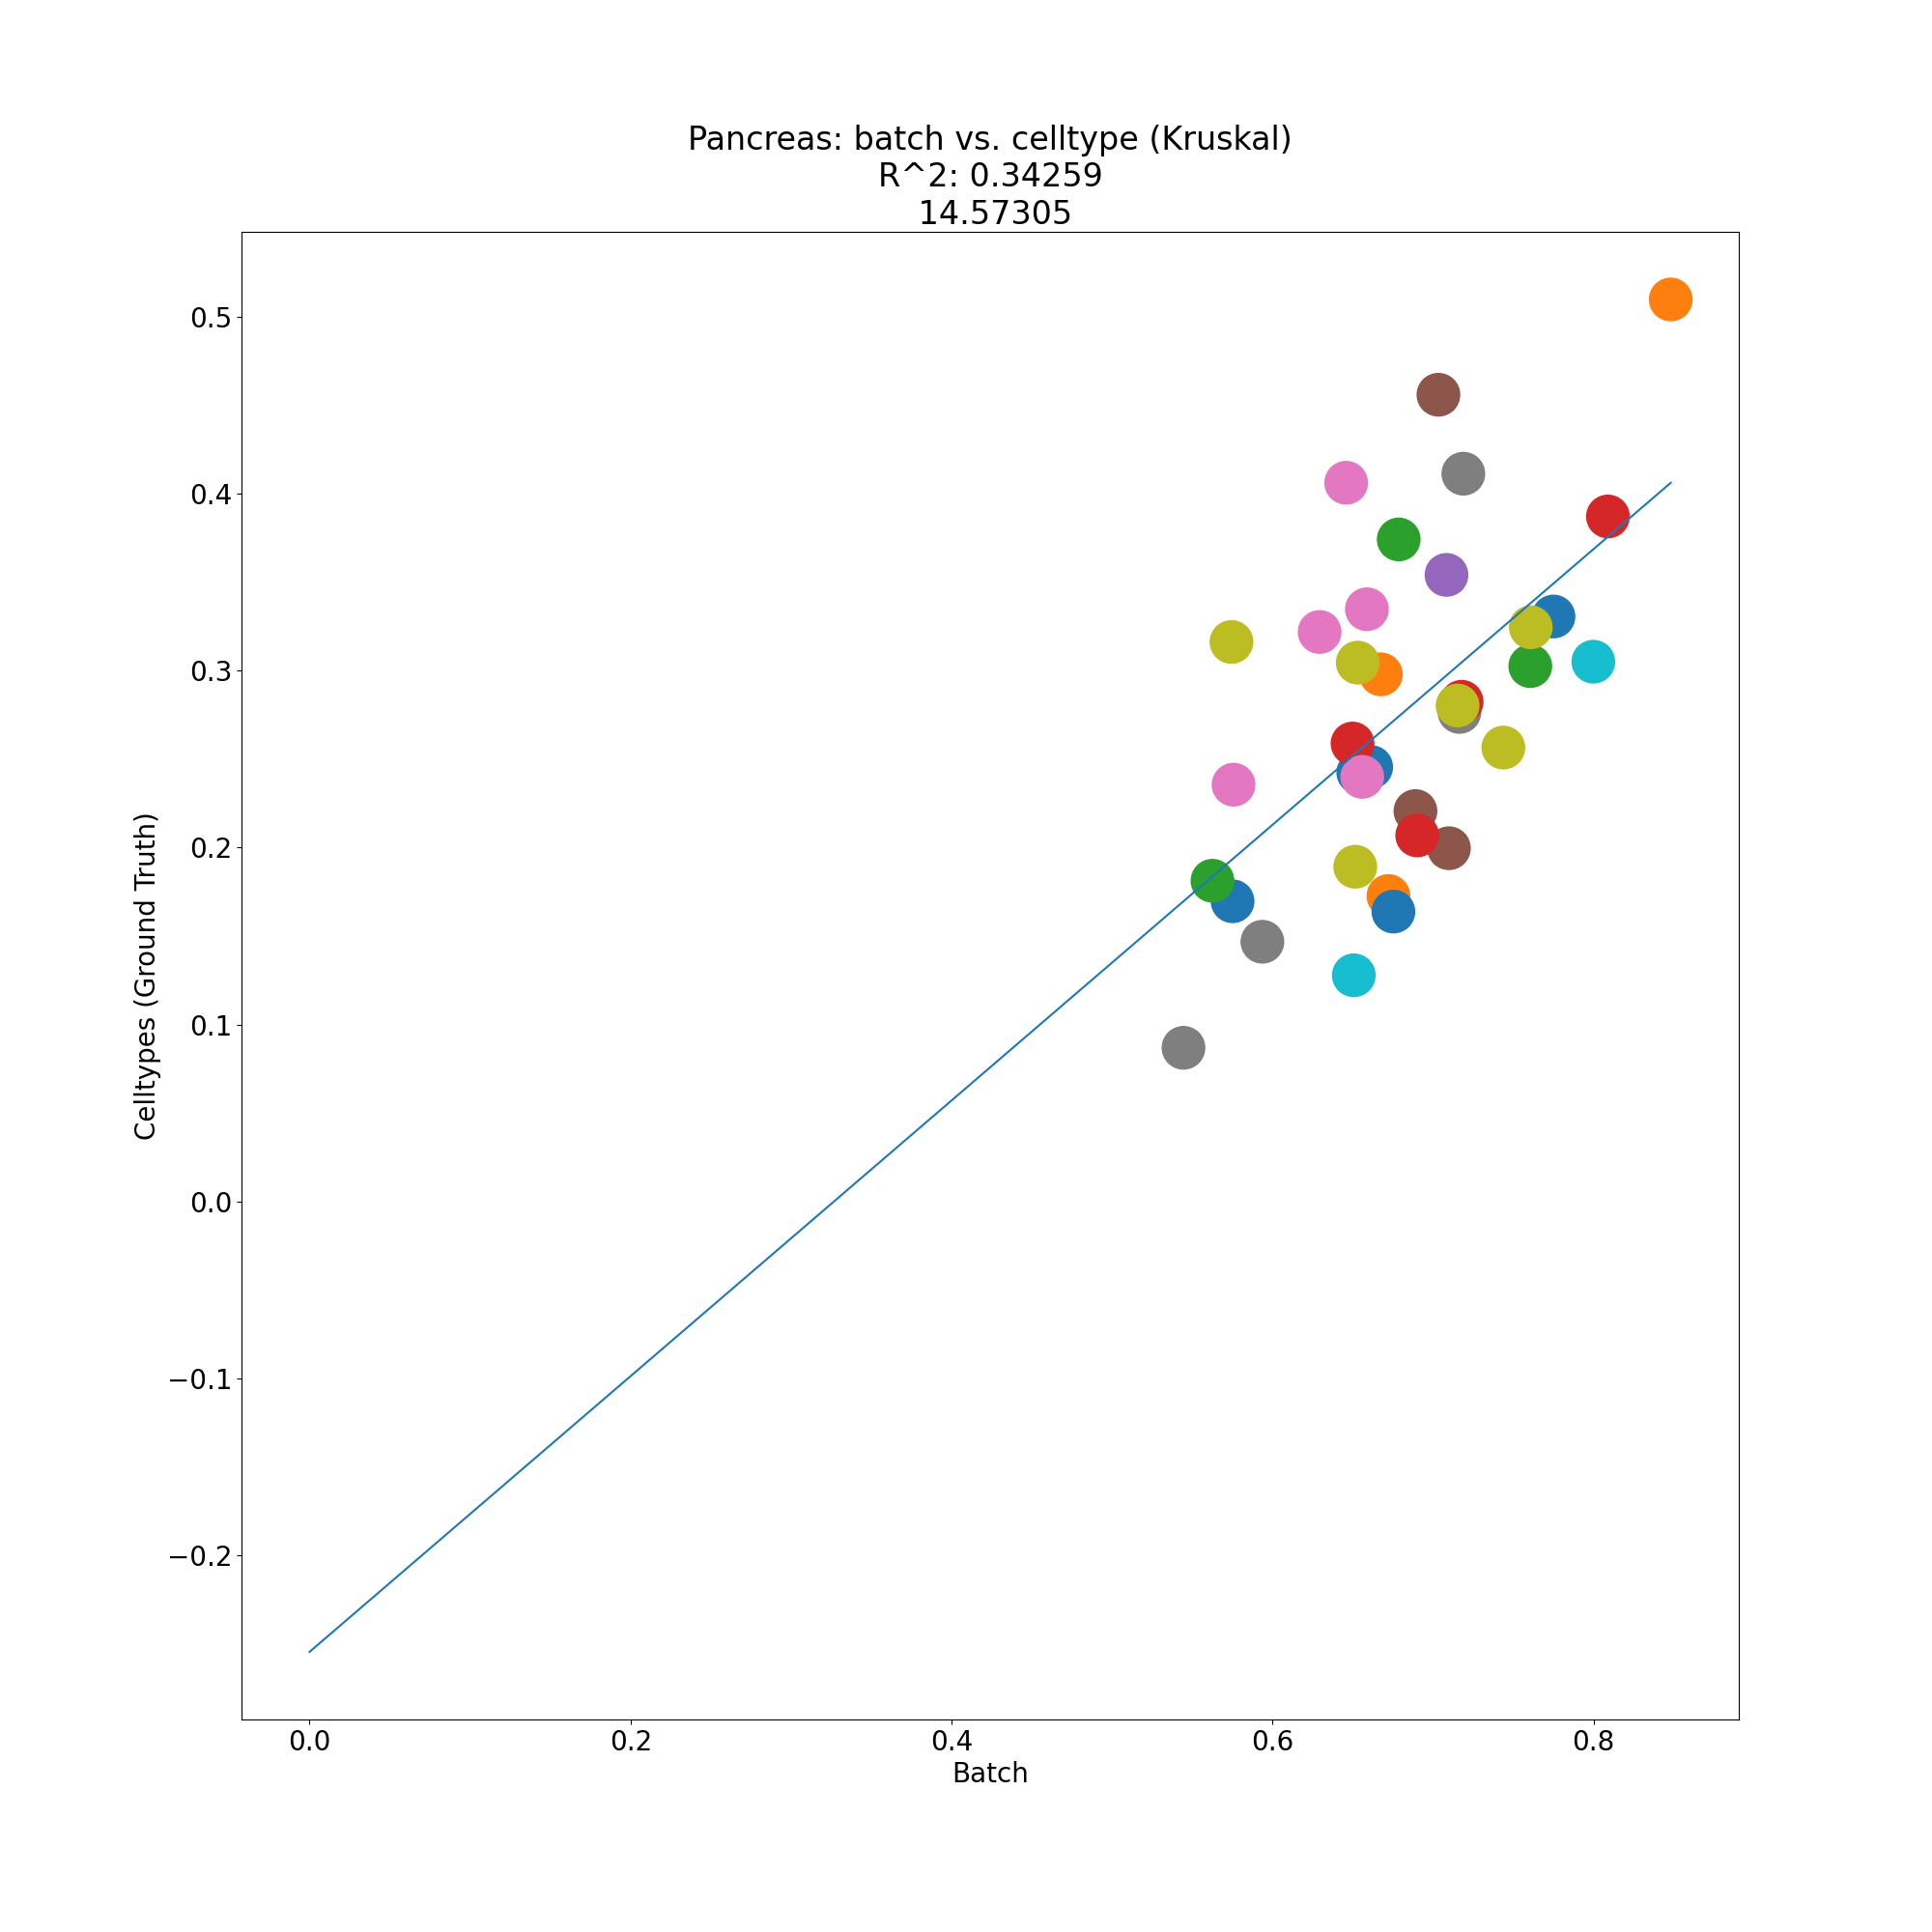 Pancreas: batch vs. celltype (Kruskal)
R^2: 0.34259
14.57305
Celltypes (Ground Truth)
0.5
0.4
0.3
0.2
0.1
0.0
−0.1
−0.2
0.0 0.2 0.4 0.6 0.8
Batch